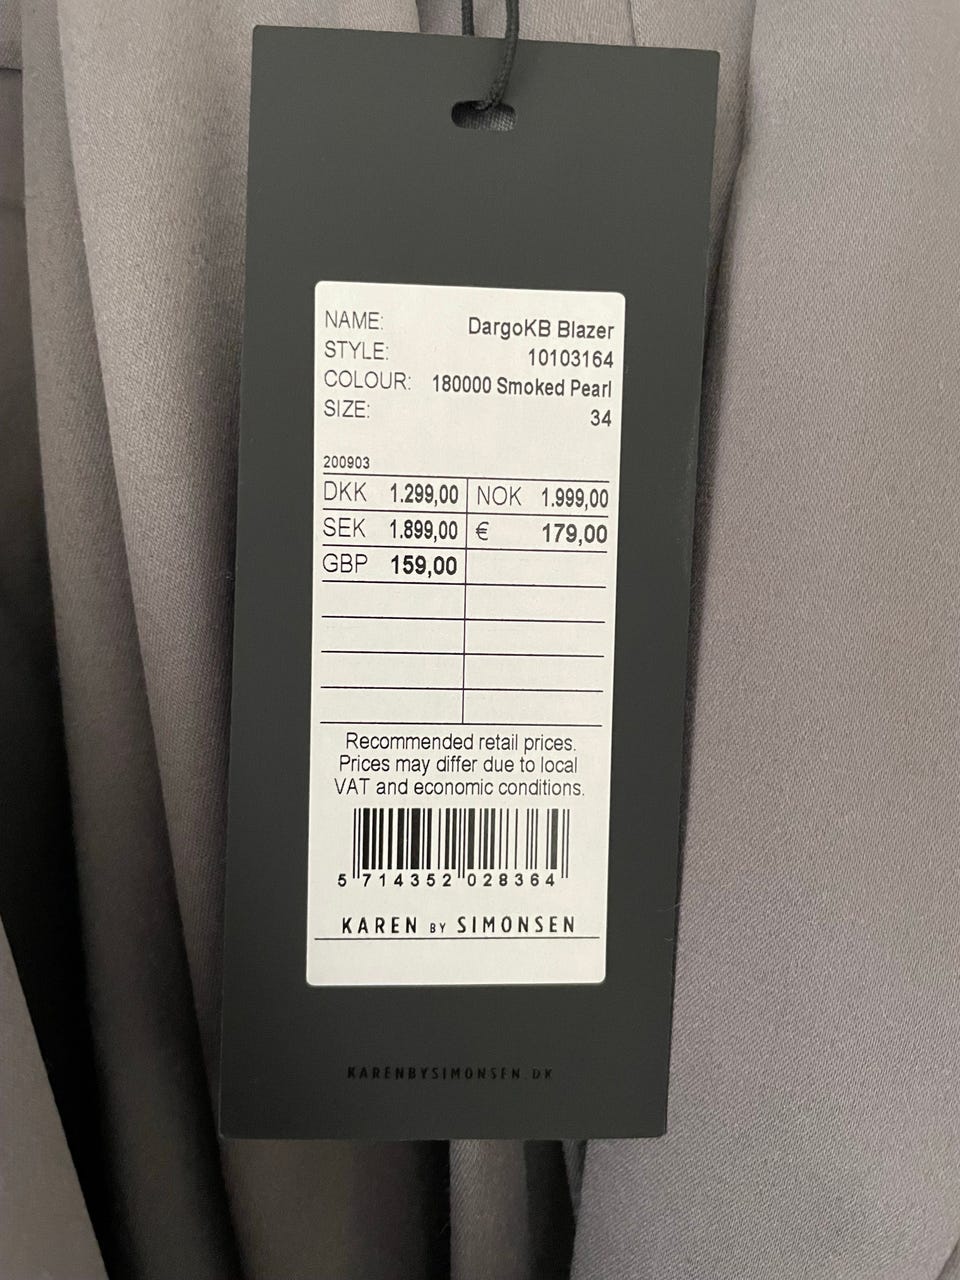 NAME: DargoKB Blazer
STYLE: 10103164
COLOUR: 180000 Smoked Pearl
SIZE: 34
200903
DKK 1.299,00 NOK 1.999,00
SEK 1.899,00 € 179,00
GBP 159,00
Recommended retail prices.
Prices may differ due to local
VAT and economic conditions.
5 714352 028364
KAREN BY SIMONSEN
KARENBYSIMONSEN.DK